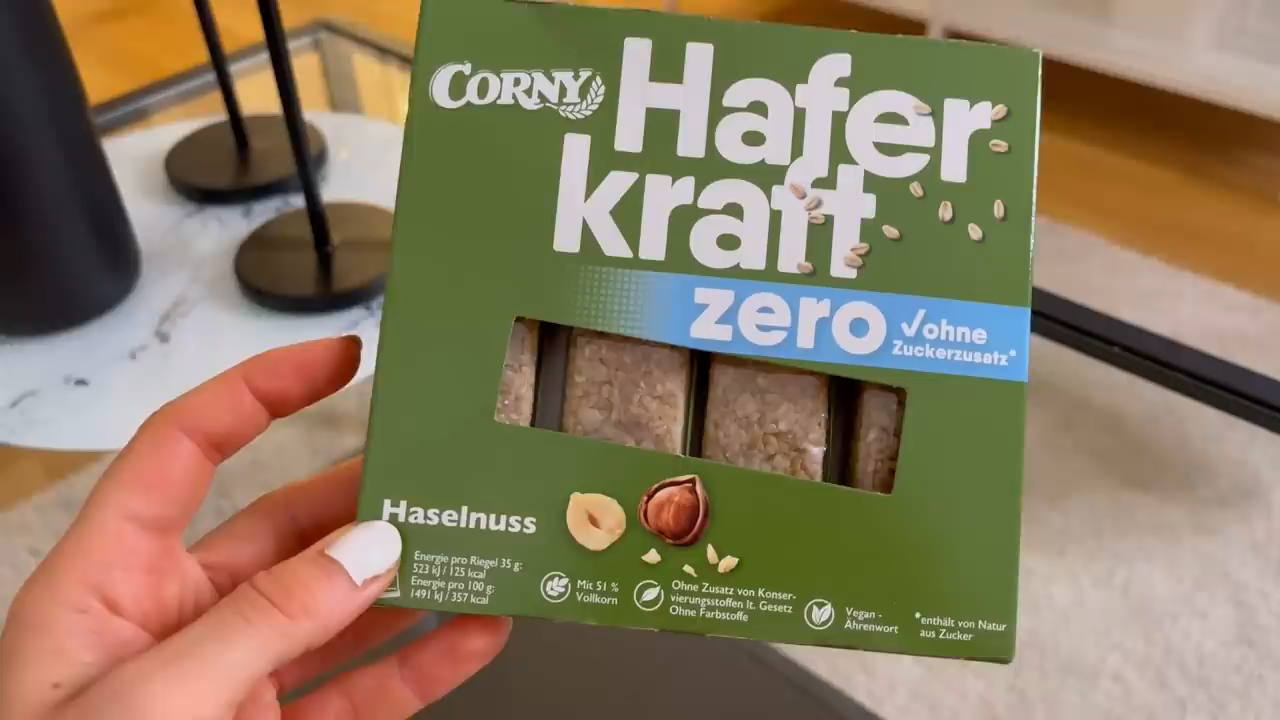 CORNY
Hafer
kraft
zero
✓ohne
Zuckerzusatz*
Haselnuss
Energie pro Riegel 35 g:
523 kJ / 125 kcal
Energie pro 100 g:
1491 kJ / 357 kcal
Mit 51 %
Vollkorn
Ohne Zusatz von Konser-
vierungsstoffen lt. Gesetz
Ohne Farbstoffe
Vegan -
Ährenwort
*enthält von Natur
aus Zucker